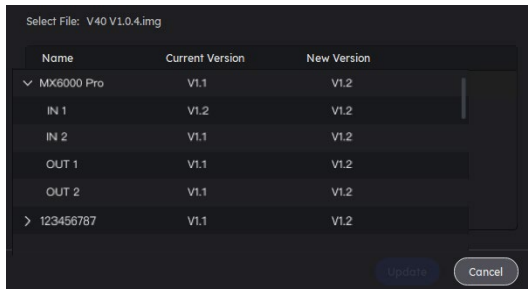 Select File: V40 V1.0.4.img
Name Current Version New Version
MX6000 Pro V1.1 V1.2
IN 1 V1.2 V1.2
IN 2 V1.1 V1.2
OUT 1 V1.1 V1.2
OUT 2 V1.1 V1.2
123456787 V1.1 V1.2
Update Cancel